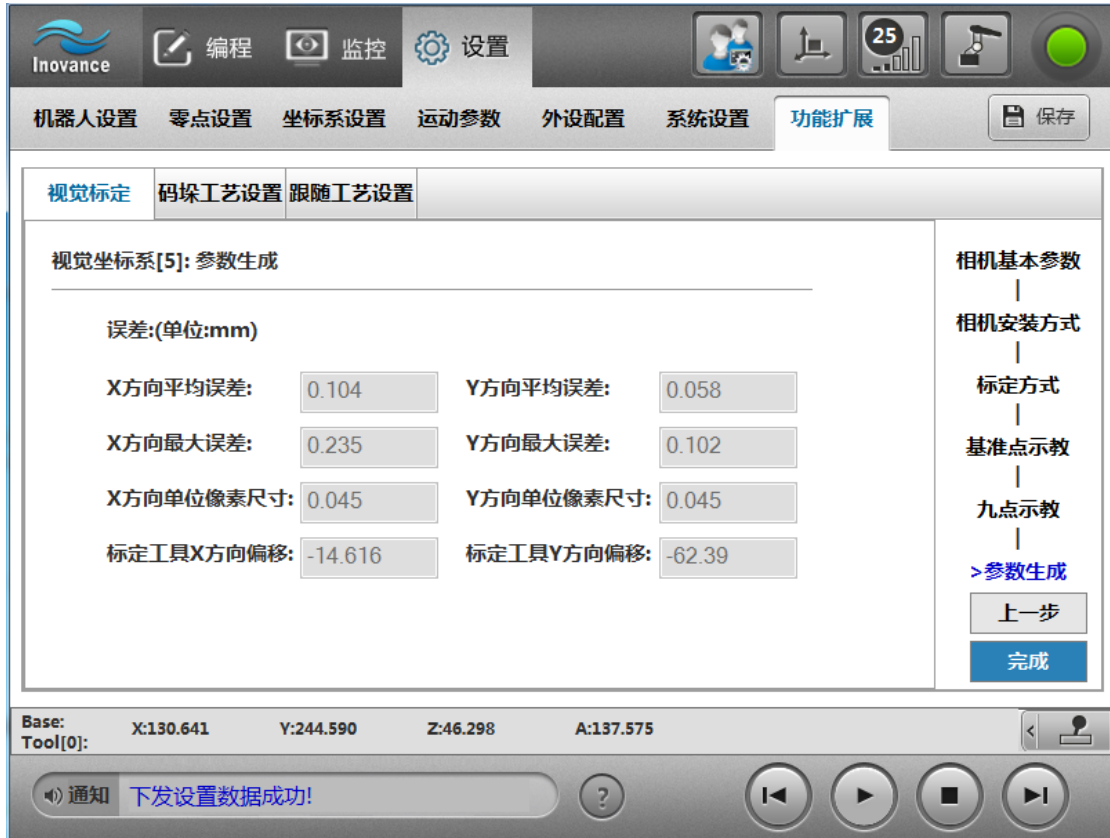 Inovance
编程
监控
设置
25
机器人设置 零点设置 坐标系设置 运动参数 外设配置 系统设置 功能扩展 保存
视觉标定 码垛工艺设置 跟随工艺设置
视觉坐标系[5]: 参数生成
误差:(单位:mm)
X方向平均误差: 0.104 Y方向平均误差: 0.058
X方向最大误差: 0.235 Y方向最大误差: 0.102
X方向单位像素尺寸: 0.045 Y方向单位像素尺寸: 0.045
标定工具X方向偏移: -14.616 标定工具Y方向偏移: -62.39
相机基本参数
|
相机安装方式
|
标定方式
|
基准点示教
|
九点示教
|
>参数生成
上一步
完成
Base:
Tool[0]:
X:130.641 Y:244.590 Z:46.298 A:137.575
<
通知 下发设置数据成功!
?